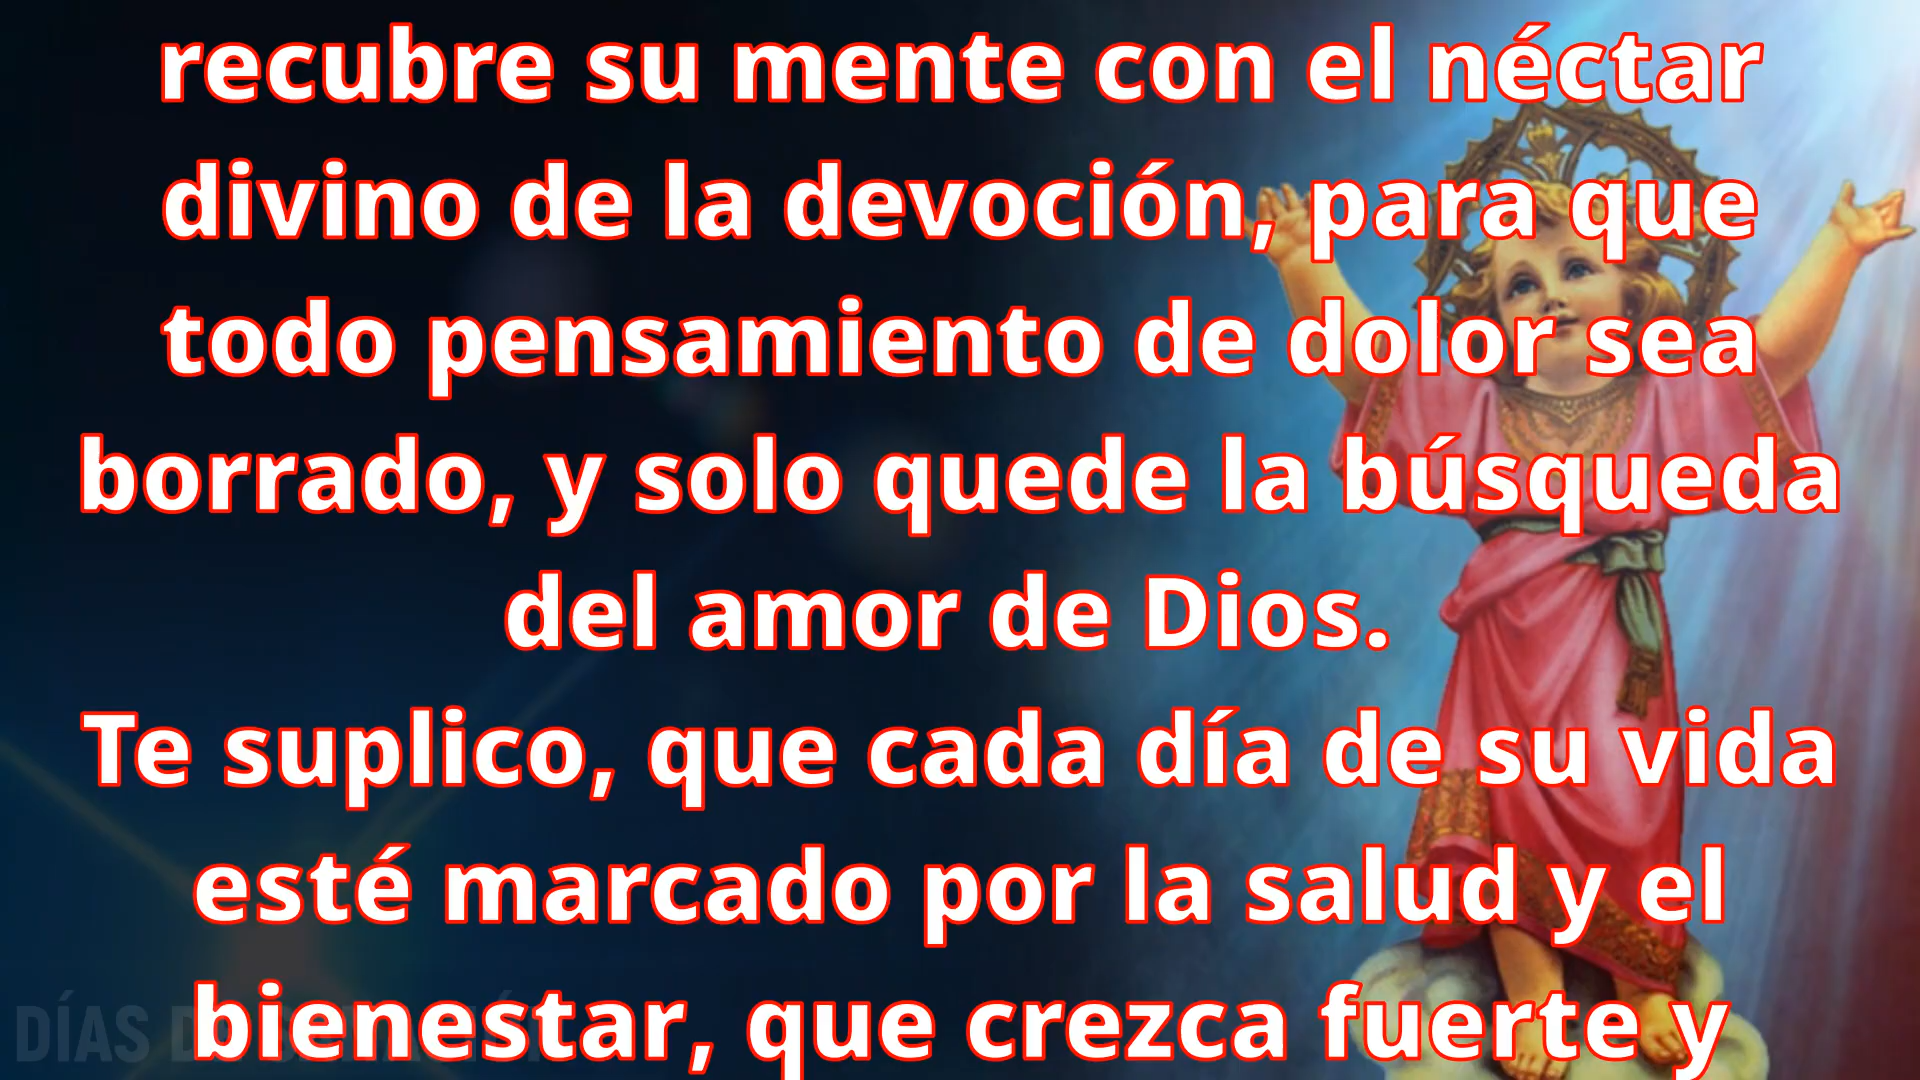 recubre su mente con el néctar
divino de la devoción, para que
todo pensamiento de dolor sea
borrado, y solo quede la búsqueda
del amor de Dios.
Te suplico, que cada día de su vida
esté marcado por la salud y el
bienestar, que crezca fuerte y
DÍAS